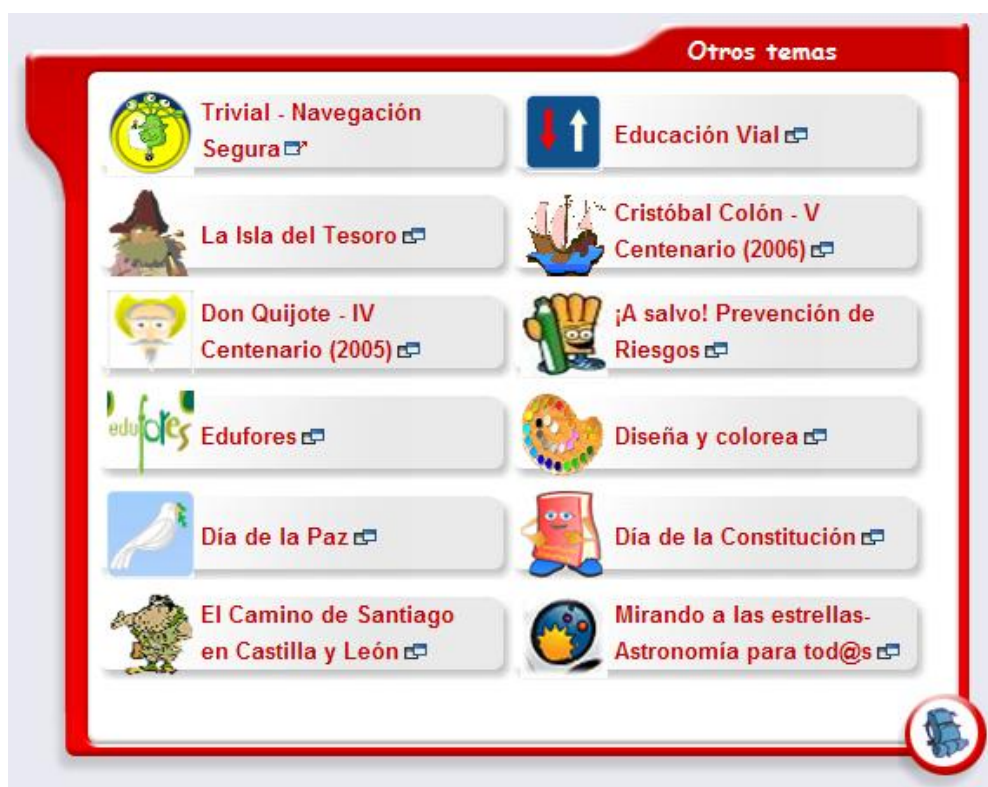 Otros temas
Trivial - Navegación
Segura
Educación Vial
La Isla del Tesoro
Cristóbal Colón - V
Centenario (2006)
Don Quijote - IV
Centenario (2005)
¡A salvo! Prevención de
Riesgos
edufores
Edufores
Diseña y colorea
Día de la Paz
Día de la Constitución
El Camino de Santiago
en Castilla y León
Mirando a las estrellas-
Astronomía para tod@s